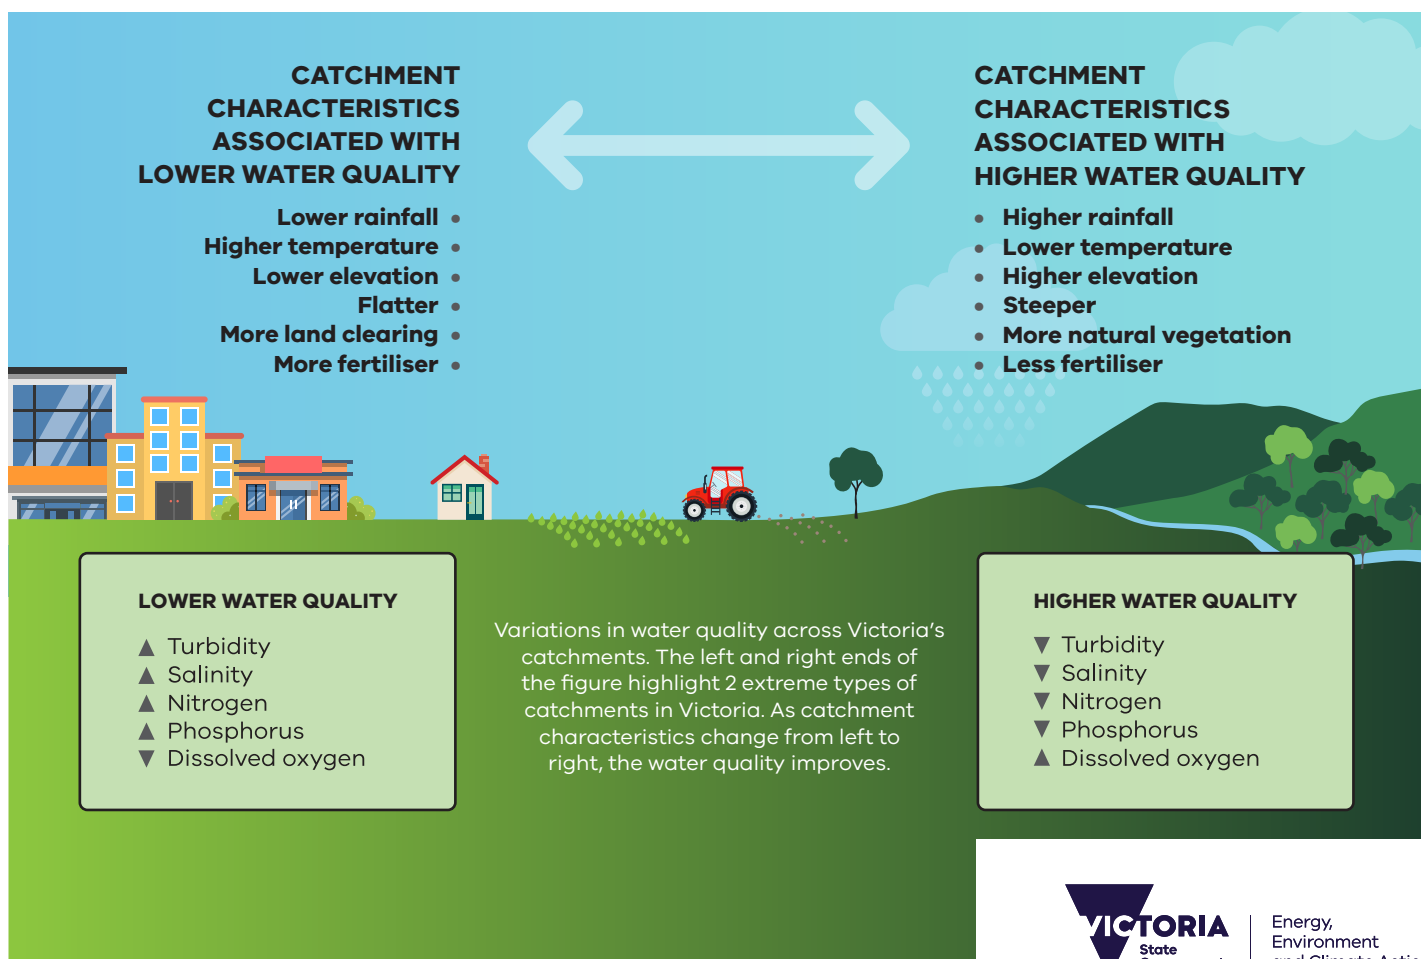 CATCHMENT
CHARACTERISTICS
ASSOCIATED WITH
LOWER WATER QUALITY
Lower rainfall •
Higher temperature •
Lower elevation •
Flatter •
More land clearing •
More fertiliser •
CATCHMENT
CHARACTERISTICS
ASSOCIATED WITH
HIGHER WATER QUALITY
• Higher rainfall
• Lower temperature
• Higher elevation
• Steeper
• More natural vegetation
• Less fertiliser
LOWER WATER QUALITY
▲ Turbidity
▲ Salinity
▲ Nitrogen
▲ Phosphorus
▼ Dissolved oxygen
Variations in water quality across Victoria's
catchments. The left and right ends of
the figure highlight 2 extreme types of
catchments in Victoria. As catchment
characteristics change from left to
right, the water quality improves.
HIGHER WATER QUALITY
▼ Turbidity
▼ Salinity
▼ Nitrogen
▼ Phosphorus
▲ Dissolved oxygen
VICTORIA
State
Energy,
Environment
and Climate